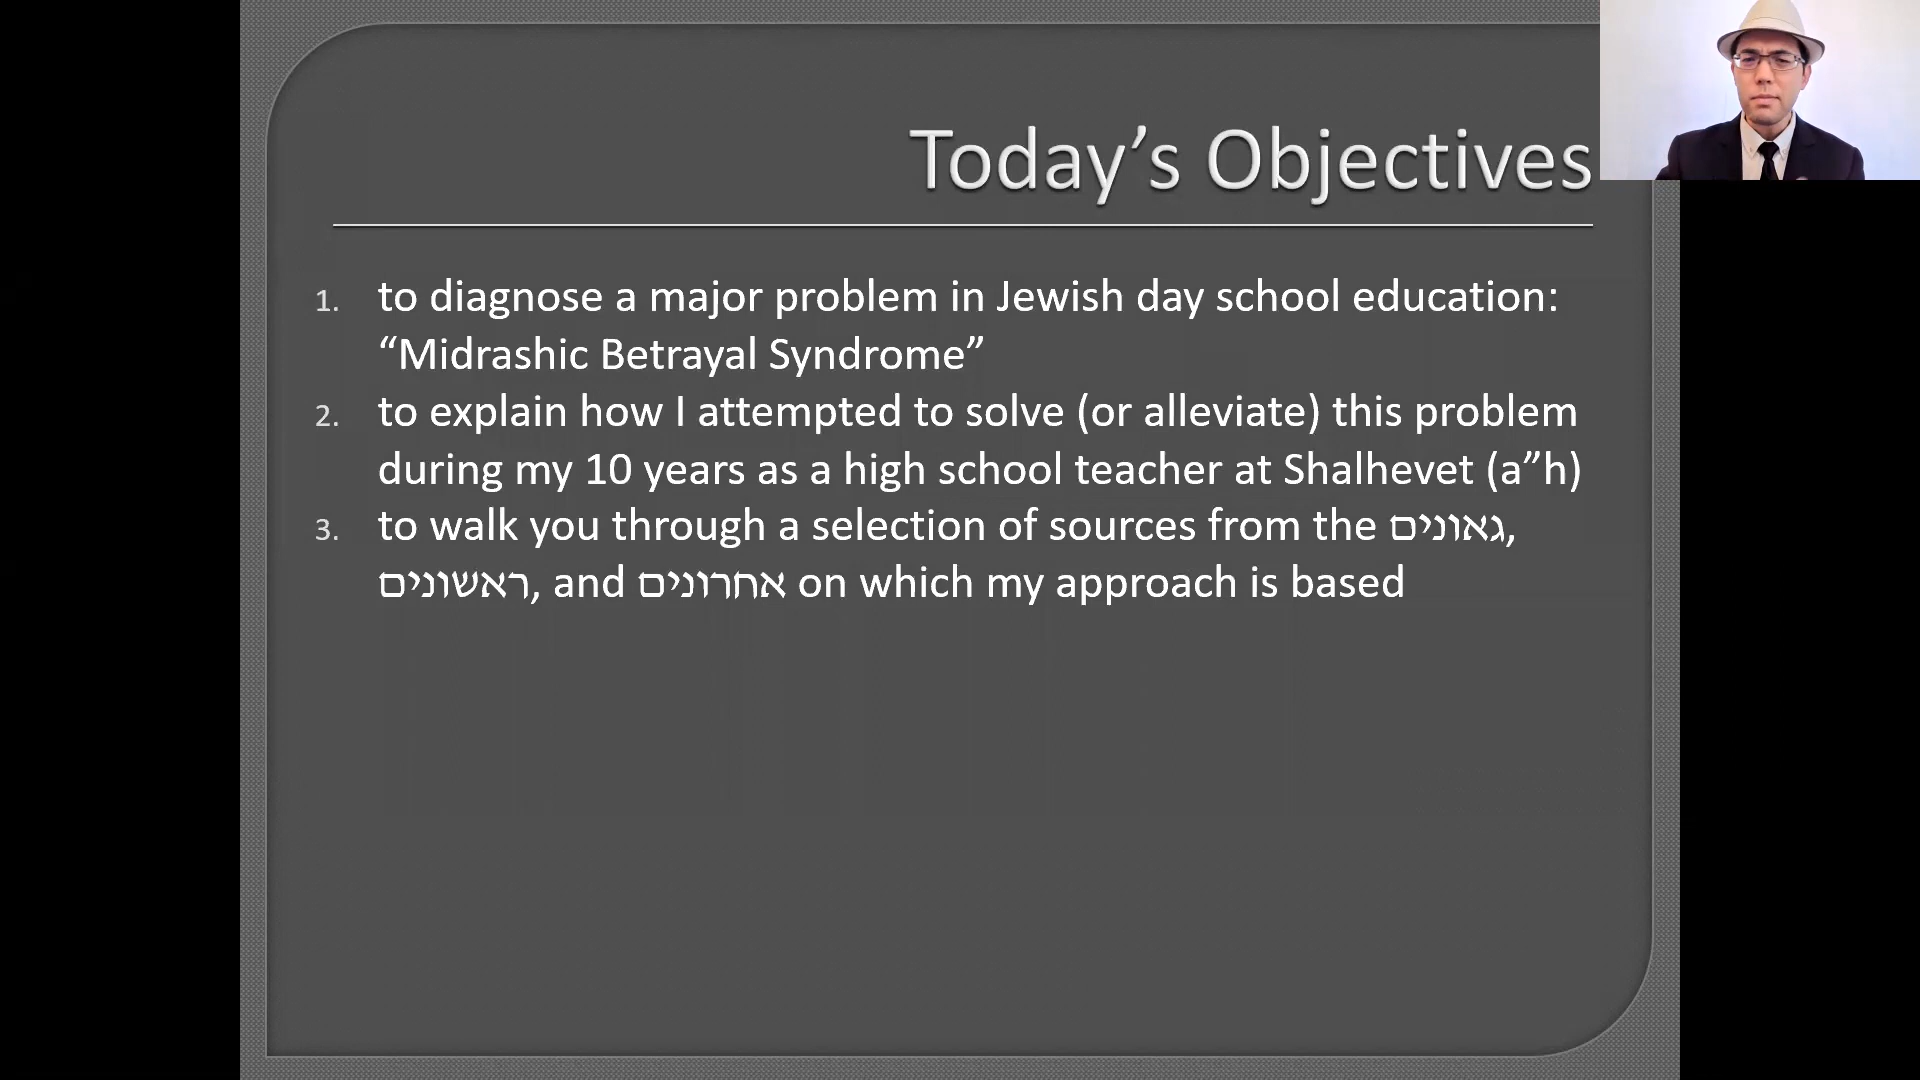 Today’s Objectives
1. to diagnose a major problem in Jewish day school education:
“Midrashic Betrayal Syndrome”
2. to explain how I attempted to solve (or alleviate) this problem
during my 10 years as a high school teacher at Shalhevet (a”h)
3. to walk you through a selection of sources from the גאונים,
ראשונים, and אחרונים on which my approach is based